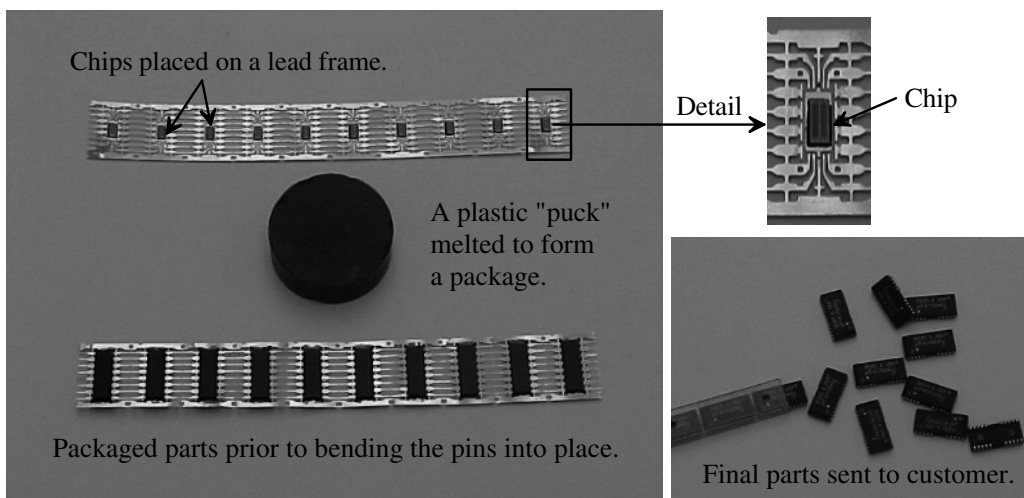 Chips placed on a lead frame.
Detail
Chip
A plastic "puck"
melted to form
a package.
Packaged parts prior to bending the pins into place.
Final parts sent to customer.